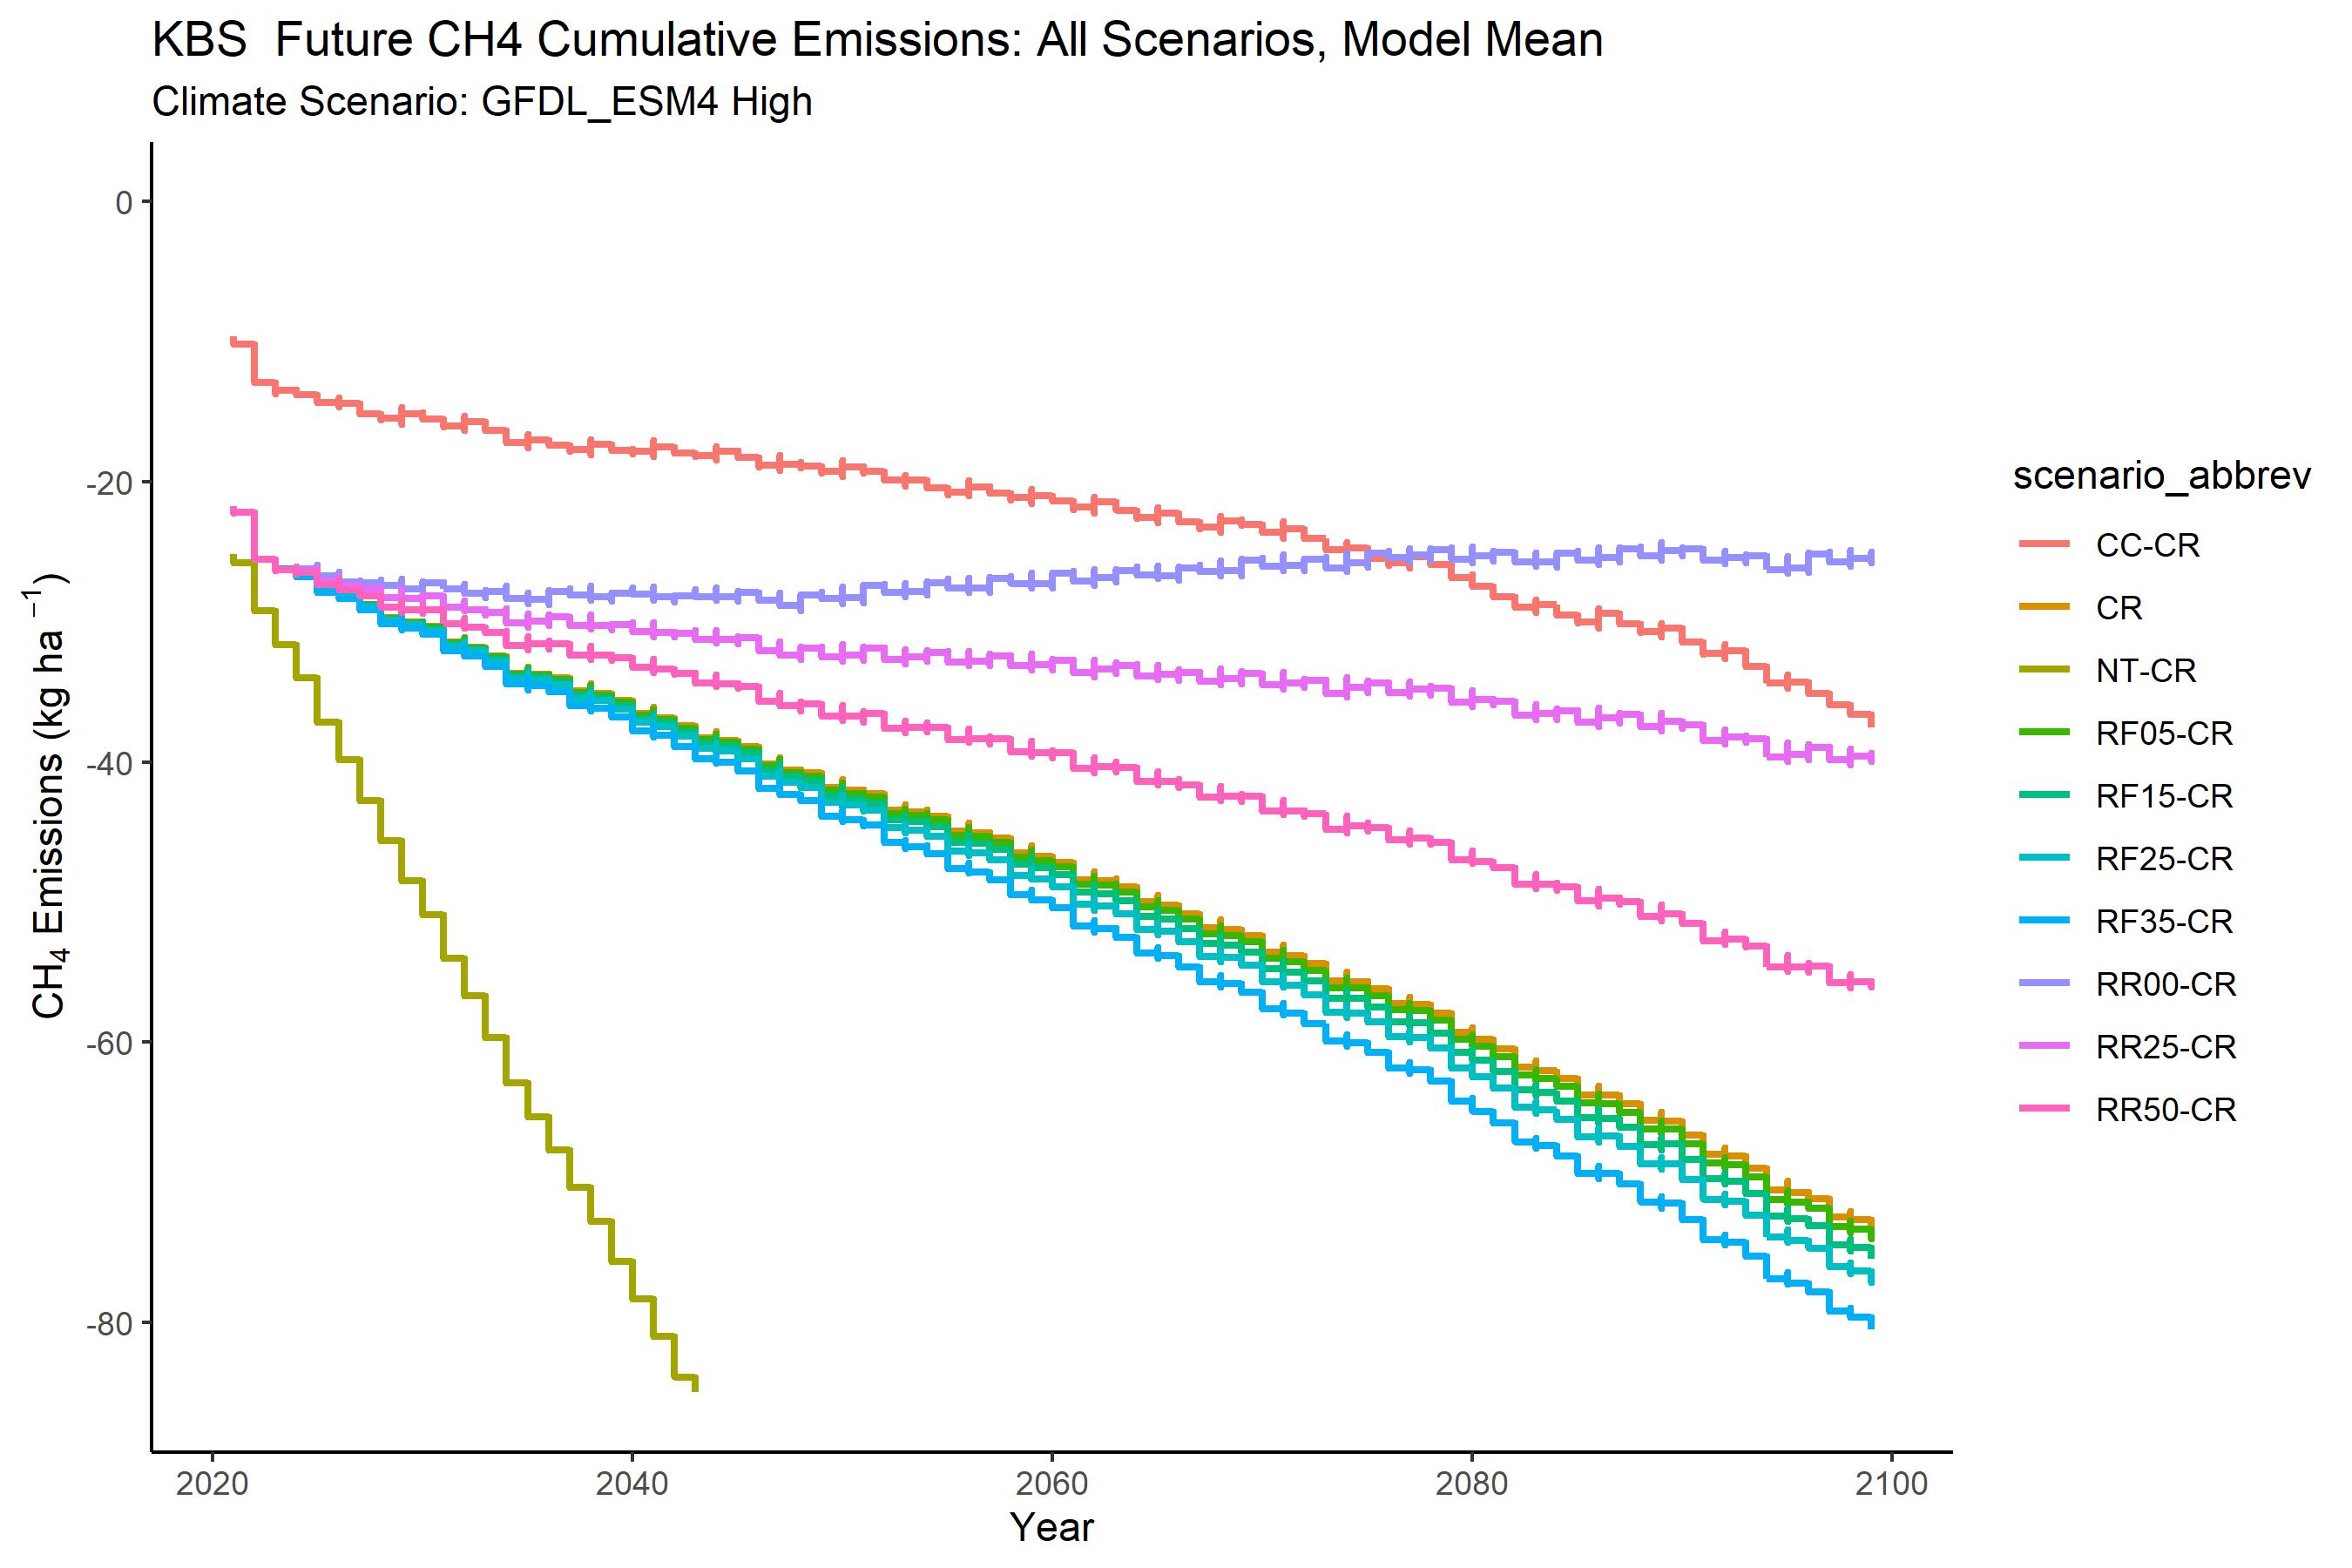 KBS  Future CH4 Cumulative Emissions: All Scenarios, Model Mean
Climate Scenario: GFDL_ESM4 High
CH₄ Emissions (kg ha ⁻¹)
0
-20
-40
-60
-80
2020
2040
2060
2080
2100
Year
scenario_abbrev
CC-CR
CR
NT-CR
RF05-CR
RF15-CR
RF25-CR
RF35-CR
RR00-CR
RR25-CR
RR50-CR